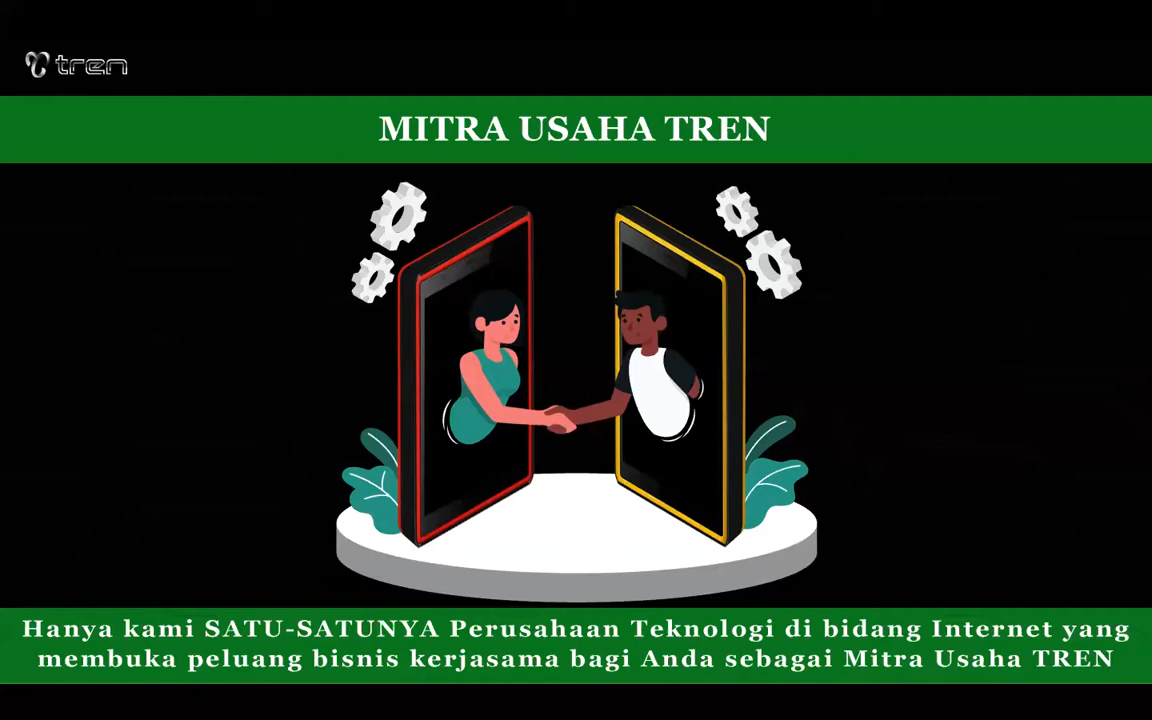 tren
MITRA USAHA TREN
Hanya kami SATU-SATUNYA Perusahaan Teknologi di bidang Internet yang
membuka peluang bisnis kerjasama bagi Anda sebagai Mitra Usaha TREN